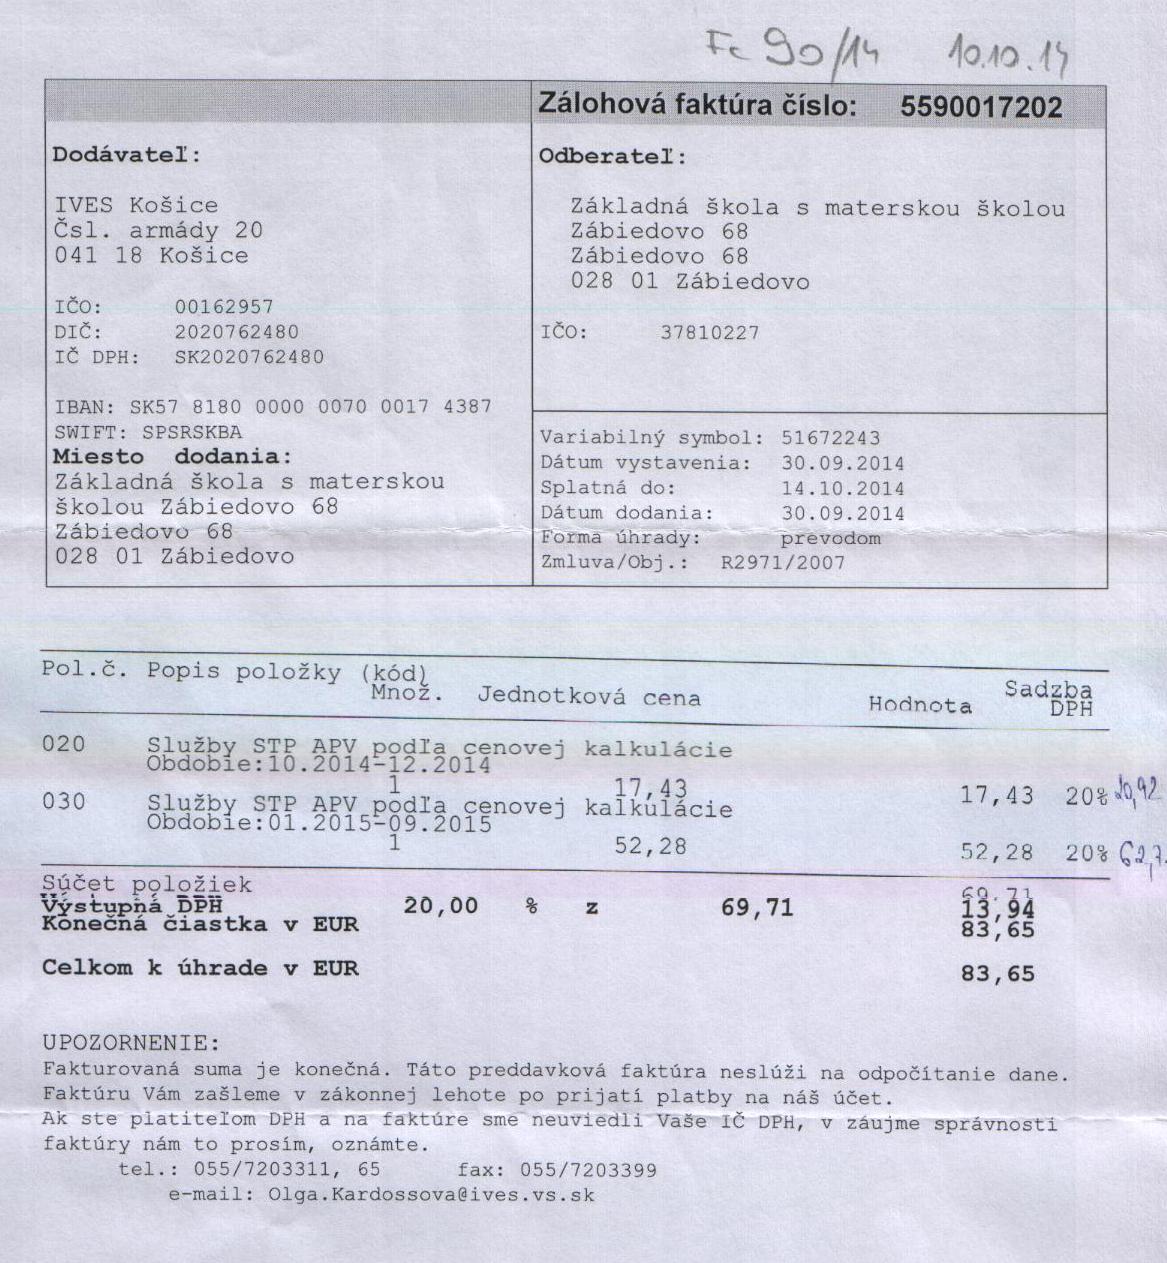 Fc 90/14 10.10.14
Zálohová faktúra číslo: 5590017202
Dodávateľ:
IVES Košice
Čsl. armády 20
041 18 Košice
IČO: 00162957
DIČ: 2020762480
IČ DPH: SK2020762480
IBAN: SK57 8180 0000 0070 0017 4387
SWIFT: SPSRSKBA
Miesto dodania:
Základná škola s materskou
školou Zábiedovo 68
Zábiedovo 68
028 01 Zábiedovo
Odberateľ:
Základná škola s materskou školou
Zábiedovo 68
Zábiedovo 68
028 01 Zábiedovo
IČO: 37810227
Variabilný symbol: 51672243
Dátum vystavenia: 30.09.2014
Splatná do: 14.10.2014
Dátum dodania: 30.09.2014
Forma úhrady: prevodom
Zmluva/Obj.: R2971/2007
Pol.č. Popis položky (kód)
Množ. Jednotková cena Hodnota Sadzba
DPH
020 Služby STP APV podľa cenovej kalkulácie
Obdobie:10.2014-12.2014
1 17,43 17,43 20% 20,92
030 Služby STP APV podľa cenovej kalkulácie
Obdobie:01.2015-09.2015
1 52,28 52,28 20% 62,7
Súčet položiek 69,71
Výstupná DPH 20,00 % z 69,71 13,94
Konečná čiastka v EUR 83,65
Celkom k úhrade v EUR 83,65
UPOZORNENIE:
Fakturovaná suma je konečná. Táto preddavková faktúra neslúži na odpočítanie dane.
Faktúru Vám zašleme v zákonnej lehote po prijatí platby na náš účet.
Ak ste platiteľom DPH a na faktúre sme neuviedli Vaše IČ DPH, v záujme správnosti
faktúry nám to prosím, oznámte.
tel.: 055/7203311, 65 fax: 055/7203399
e-mail: Olga.Kardossova@ives.vs.sk